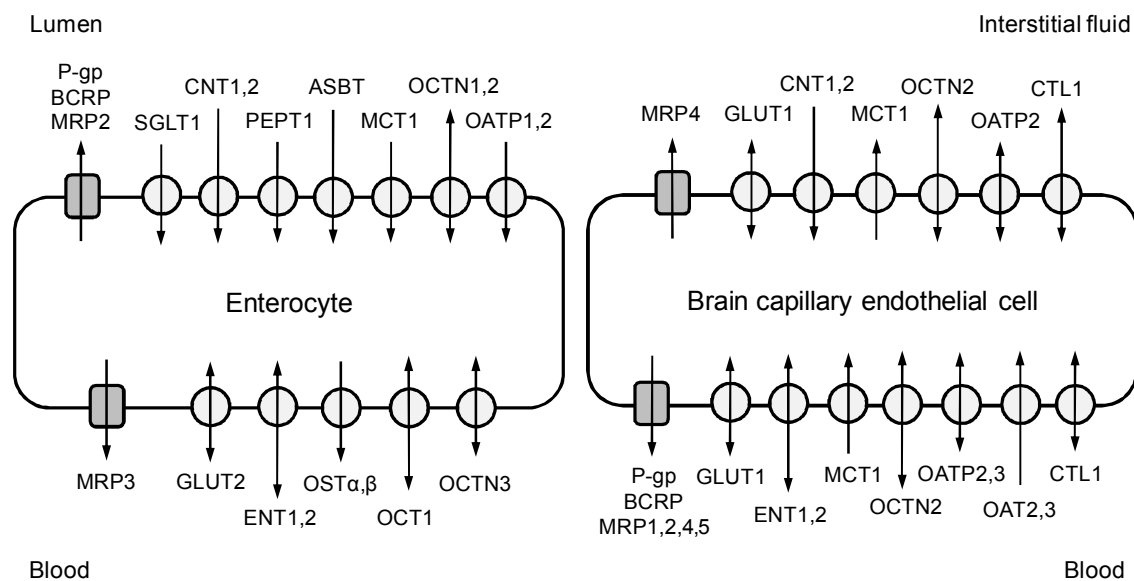 Lumen
Interstitial fluid
P-gp
BCRP
MRP2
SGLT1
CNT1,2
PEPT1
ASBT
MCT1
OCTN1,2
OATP1,2
MRP4
GLUT1
CNT1,2
MCT1
OCTN2
OATP2
CTL1
Enterocyte
Brain capillary endothelial cell
MRP3
GLUT2
ENT1,2
OSTα,β
OCT1
OCTN3
P-gp
BCRP
MRP1,2,4,5
GLUT1
ENT1,2
MCT1
OCTN2
OATP2,3
OAT2,3
CTL1
Blood
Blood